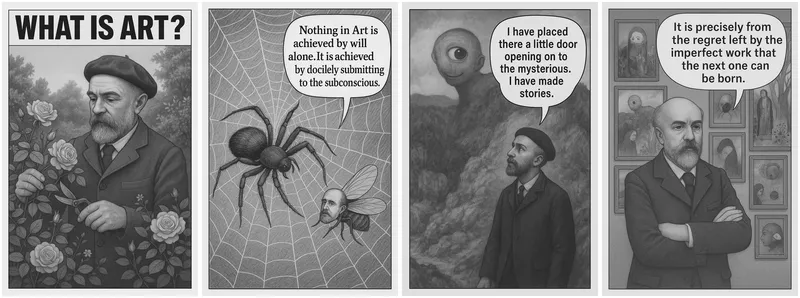 WHAT IS ART?
Nothing in Art is
achieved by will
alone.It is achieved
by docilely submitting
to the subconscious.
I have placed
there a little door
opening on to
the mysterious.
I have made
stories.
It is precisely from
the regret left by the
imperfect work that
the next one can
be born.